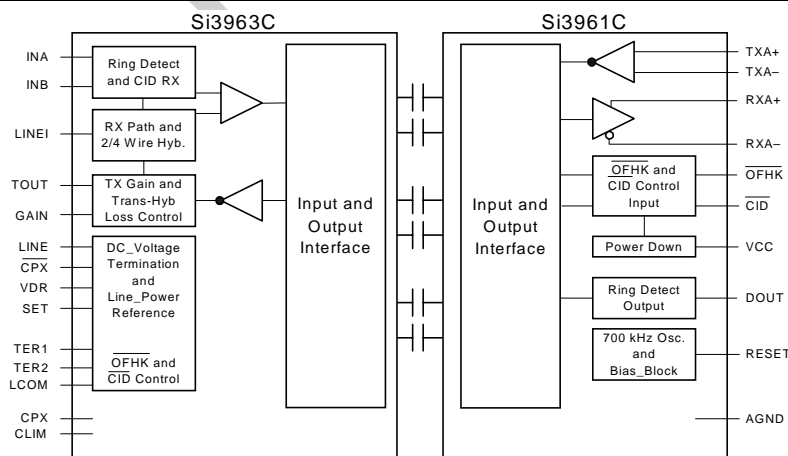 Si3963C
Si3961C
INA
INB
LINEI
TOUT
GAIN
LINE
CPX
VDR
SET
TER1
TER2
LCOM
CPX
CLIM
Ring Detect
and CID RX
RX Path and
2/4 Wire Hyb.
TX Gain and
Trans-Hyb
Loss Control
DC_Voltage
Termination
and
Line_Power
Reference
OFHK and
CID Control
Input and
Output
Interface
Input and
Output
Interface
OFHK and
CID Control
Input
Power Down
Ring Detect
Output
700 kHz Osc.
and
Bias_Block
TXA+
TXA–
RXA+
RXA–
OFHK
CID
VCC
DOUT
RESET
AGND